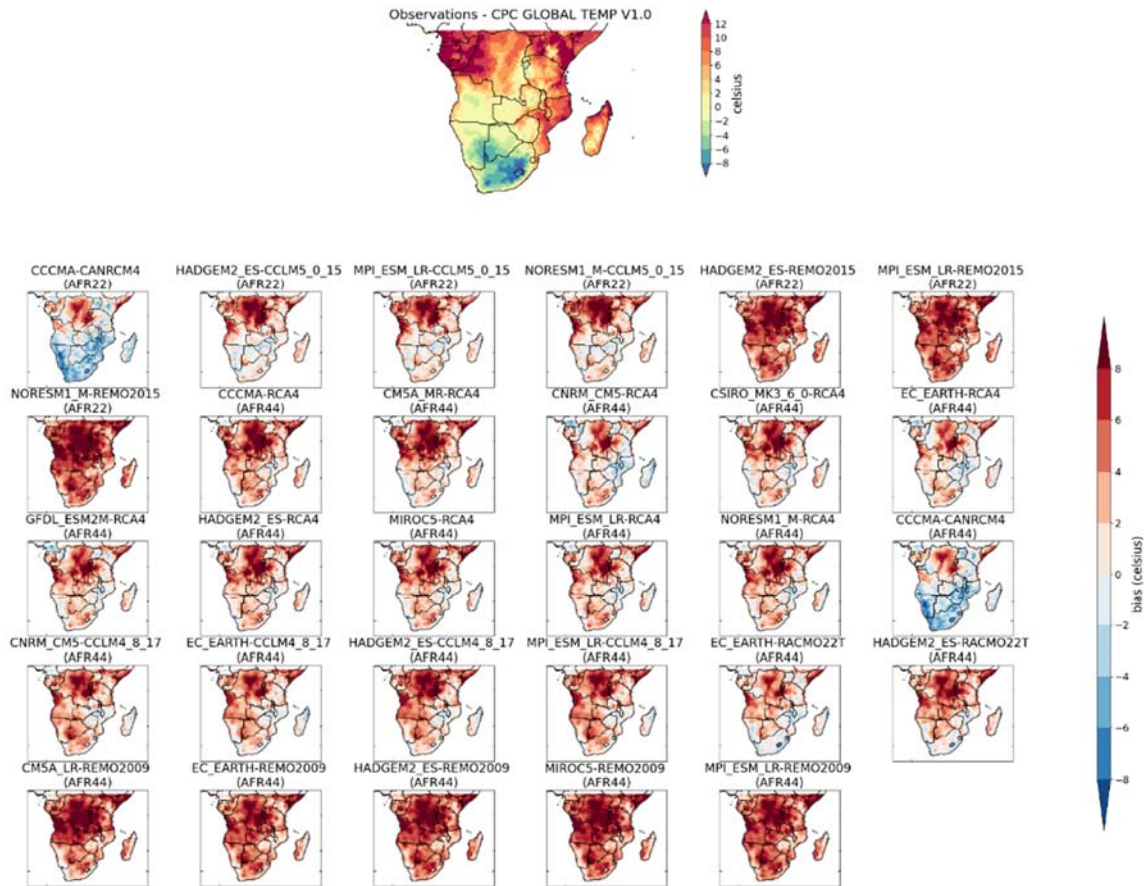 Observations - CPC GLOBAL TEMP V1.0
12
10
8
6
4
2
0
−2
−4
−6
−8
celsius
CCCMA-CANRCM4
(AFR22)
HADGEM2_ES-CCLM5_0_15
(AFR22)
MPI_ESM_LR-CCLM5_0_15
(AFR22)
NORESM1_M-CCLM5_0_15
(AFR22)
HADGEM2_ES-REMO2015
(AFR22)
MPI_ESM_LR-REMO2015
(AFR22)
NORESM1_M-REMO2015
(AFR22)
CCCMA-RCA4
(AFR44)
CM5A_MR-RCA4
(AFR44)
CNRM_CM5-RCA4
(AFR44)
CSIRO_MK3_6_0-RCA4
(AFR44)
EC_EARTH-RCA4
(AFR44)
GFDL_ESM2M-RCA4
(AFR44)
HADGEM2_ES-RCA4
(AFR44)
MIROC5-RCA4
(AFR44)
MPI_ESM_LR-RCA4
(AFR44)
NORESM1_M-RCA4
(AFR44)
CCCMA-CANRCM4
(AFR44)
CNRM_CM5-CCLM4_8_17
(AFR44)
EC_EARTH-CCLM4_8_17
(AFR44)
HADGEM2_ES-CCLM4_8_17
(AFR44)
MPI_ESM_LR-CCLM4_8_17
(AFR44)
EC_EARTH-RACMO22T
(AFR44)
HADGEM2_ES-RACMO22T
(AFR44)
CM5A_LR-REMO2009
(AFR44)
EC_EARTH-REMO2009
(AFR44)
HADGEM2_ES-REMO2009
(AFR44)
MIROC5-REMO2009
(AFR44)
MPI_ESM_LR-REMO2009
(AFR44)
8
6
4
2
0
−2
−4
−6
−8
bias (celsius)